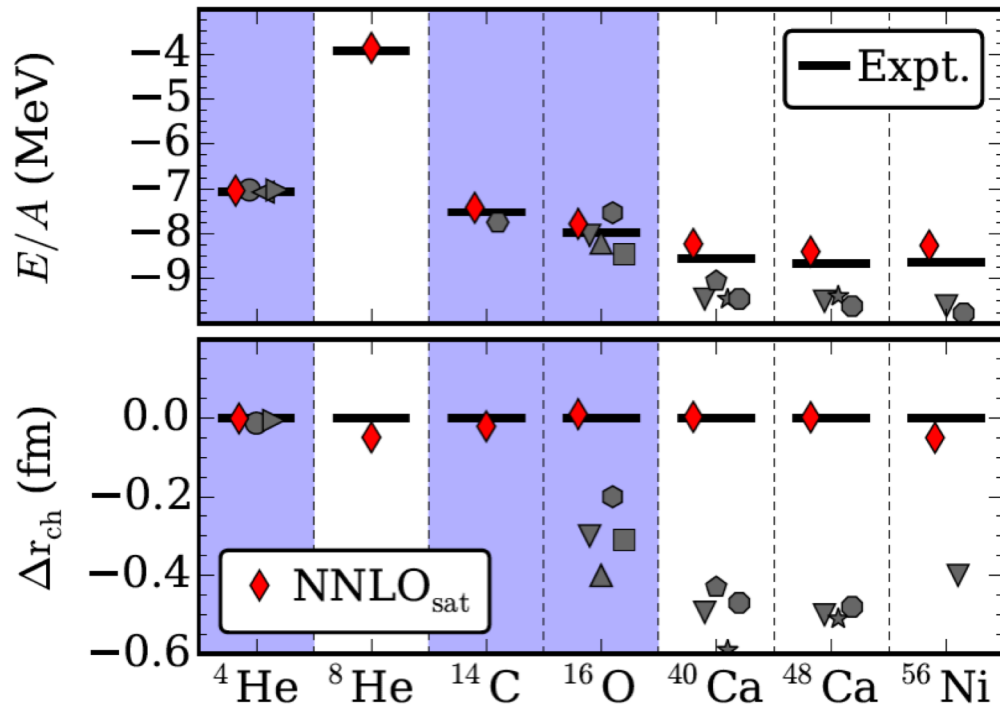 E/A (MeV)
−4
−5
−6
−7
−8
−9
Expt.
Δr_ch (fm)
0.0
−0.2
−0.4
−0.6
NNLO_sat
⁴He ⁸He ¹⁴C ¹⁶O ⁴⁰Ca ⁴⁸Ca ⁵⁶Ni